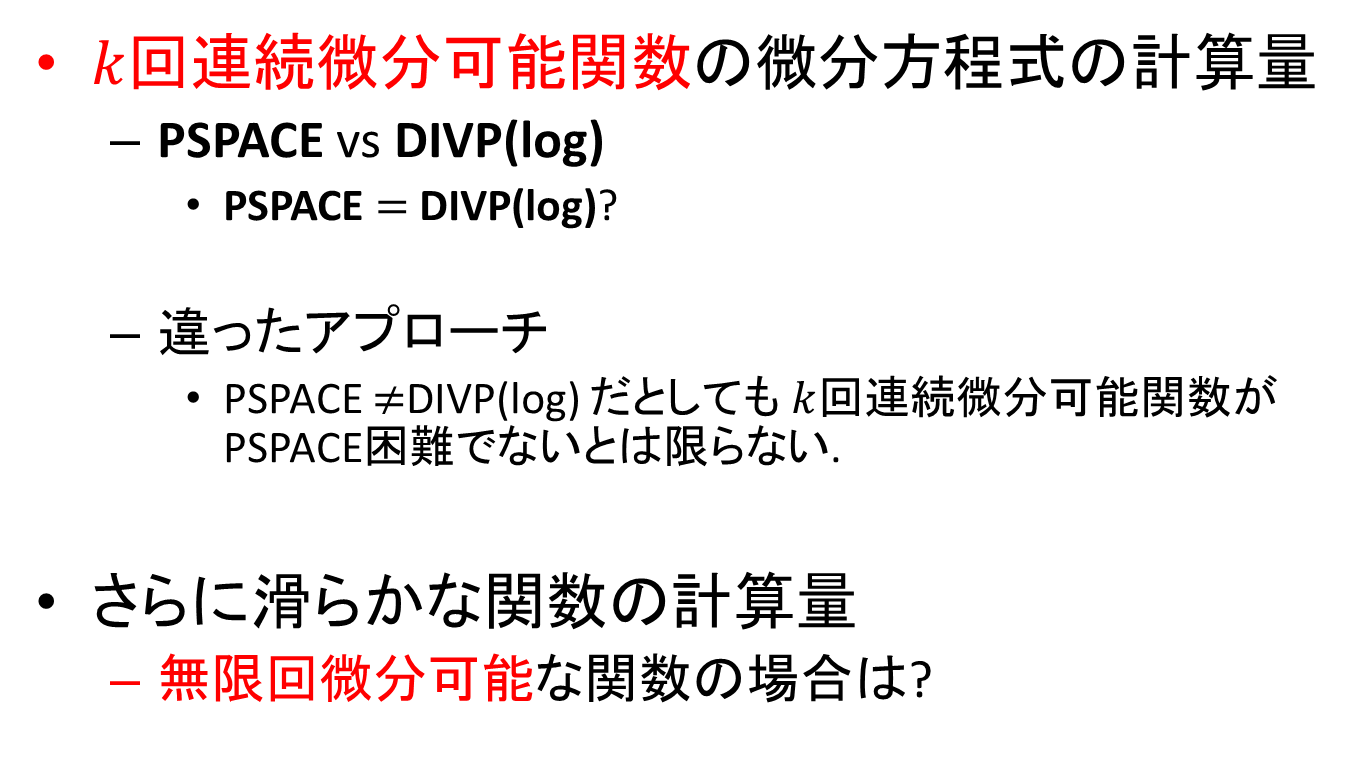 • k回連続微分可能関数の微分方程式の計算量
– PSPACE vs DIVP(log)
• PSPACE = DIVP(log)?
– 違ったアプローチ
• PSPACE ≠DIVP(log) だとしても k回連続微分可能関数が
PSPACE困難でないとは限らない.
• さらに滑らかな関数の計算量
– 無限回微分可能な関数の場合は?